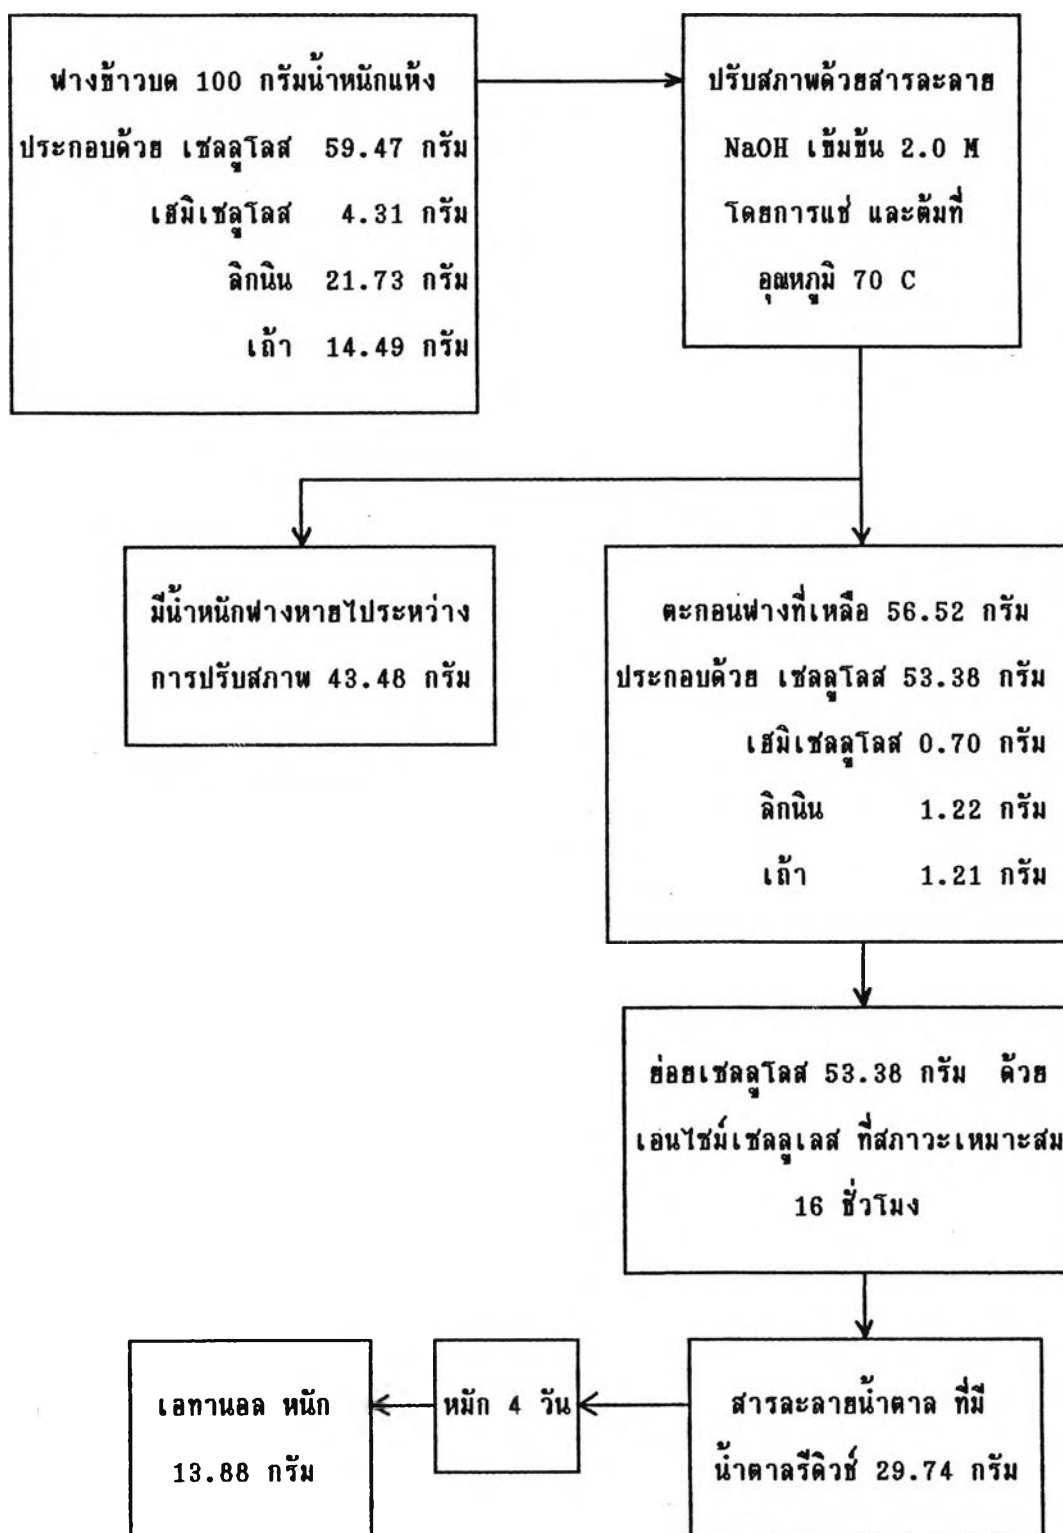 ฟางข้าวบด 100 กรัมน้ำหนักแห้ง
ประกอบด้วย เซลลูโลส 59.47 กรัม
เฮมิเซลูโลส 4.31 กรัม
ลิกนิน 21.73 กรัม
เถ้า 14.49 กรัม
ปรับสภาพด้วยสารละลาย
NaOH เข้มข้น 2.0 M
โดยการแช่ และต้มที่
อุณหภูมิ 70 C
มีน้ำหนักฟางหายไประหว่าง
การปรับสภาพ 43.48 กรัม
ตะกอนฟางที่เหลือ 56.52 กรัม
ประกอบด้วย เซลลูโลส 53.38 กรัม
เฮมิเซลลูโลส 0.70 กรัม
ลิกนิน 1.22 กรัม
เถ้า 1.21 กรัม
ย่อยเซลลูโลส 53.38 กรัม ด้วย
เอนไซม์เซลลูเลส ที่สภาวะเหมาะสม
16 ชั่วโมง
สารละลายน้ำตาล ที่มี
น้ำตาลรีดิวซ์ 29.74 กรัม
หมัก 4 วัน
เอทานอล หนัก
13.88 กรัม